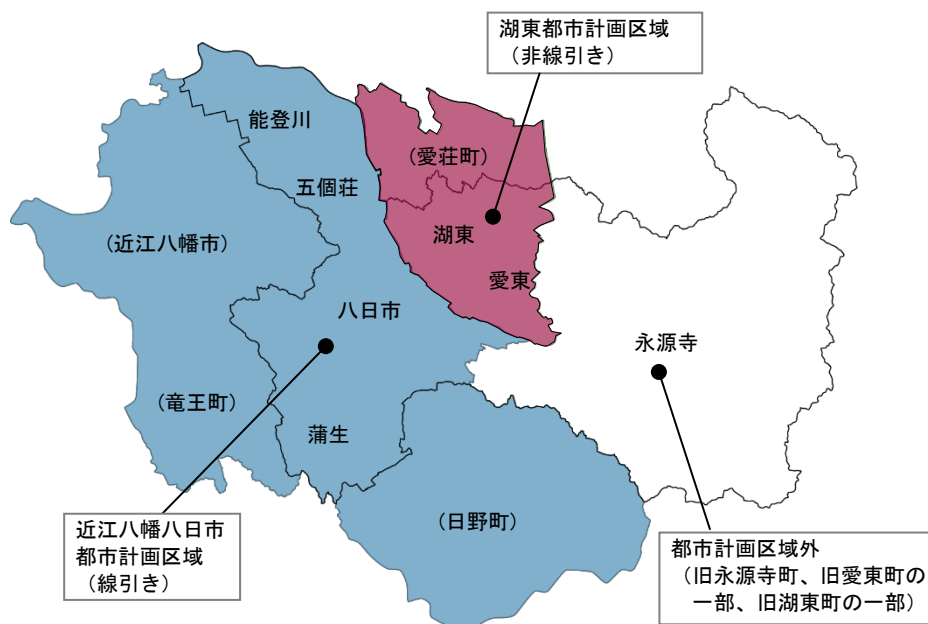 湖東都市計画区域
（非線引き）
能登川
（愛荘町）
五個荘
湖東
（近江八幡市）
愛東
八日市
永源寺
（竜王町）
蒲生
（日野町）
近江八幡八日市
都市計画区域
（線引き）
都市計画区域外
（旧永源寺町、旧愛東町の
一部、旧湖東町の一部）